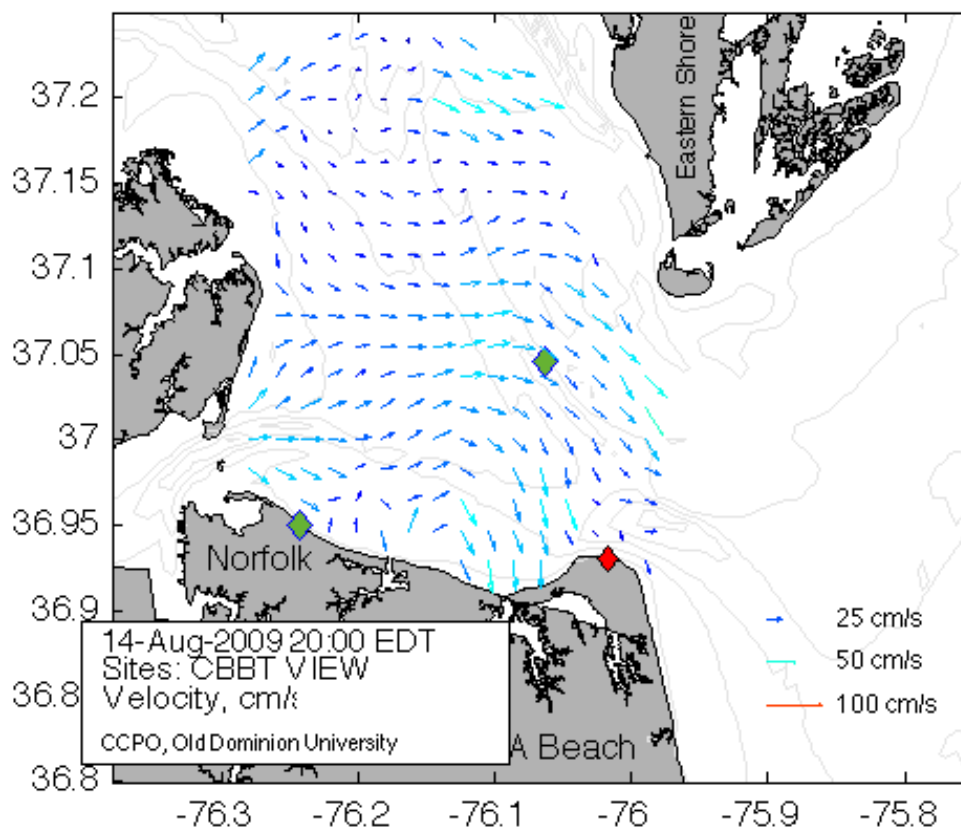 37.2
37.15
37.1
37.05
37
36.95
36.9
36.8
36.8
Eastern Shore
Norfolk
A Beach
14-Aug-2009 20:00 EDT
Sites: CBBT VIEW
Velocity, cm/s
CCPO, Old Dominion University
25 cm/s
50 cm/s
100 cm/s
-76.3
-76.2
-76.1
-76
-75.9
-75.8